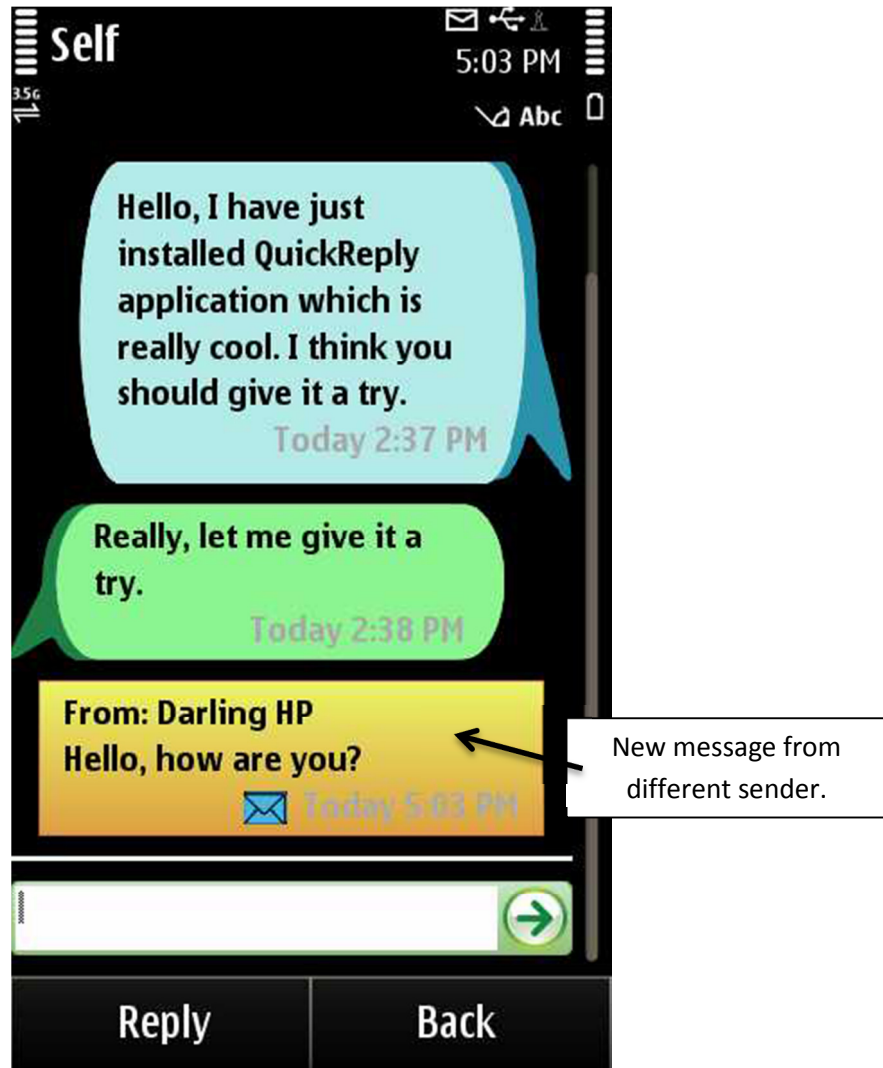 Self
5:03 PM
3.5G
Abc
Hello, I have just
installed QuickReply
application which is
really cool. I think you
should give it a try.
Today 2:37 PM
Really, let me give it a
try.
Today 2:38 PM
From: Darling HP
Hello, how are you?
Today 5:03 PM
New message from
different sender.
Reply
Back